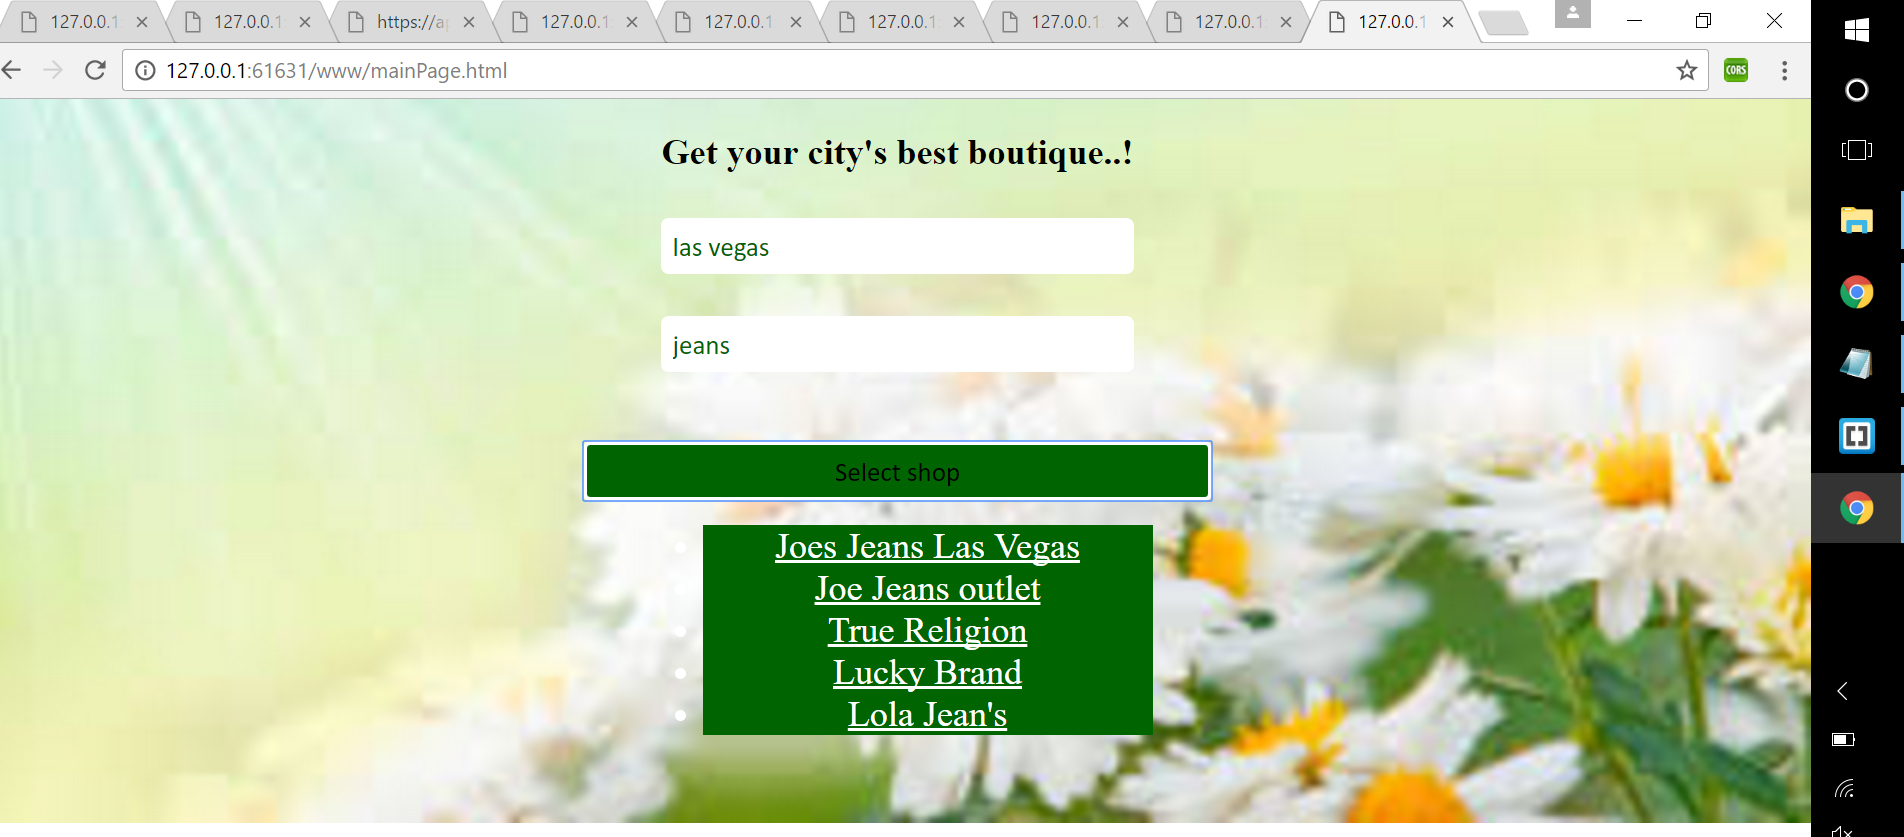 127.0.0.1
127.0.0.1
https://a
127.0.0.1
127.0.0.1
127.0.0.1
127.0.0.1
127.0.0.1
127.0.0.1
127.0.0.1:61631/www/mainPage.html
CORS
Get your city's best boutique..!
las vegas
jeans
Select shop
Joes Jeans Las Vegas
Joe Jeans outlet
True Religion
Lucky Brand
Lola Jean's